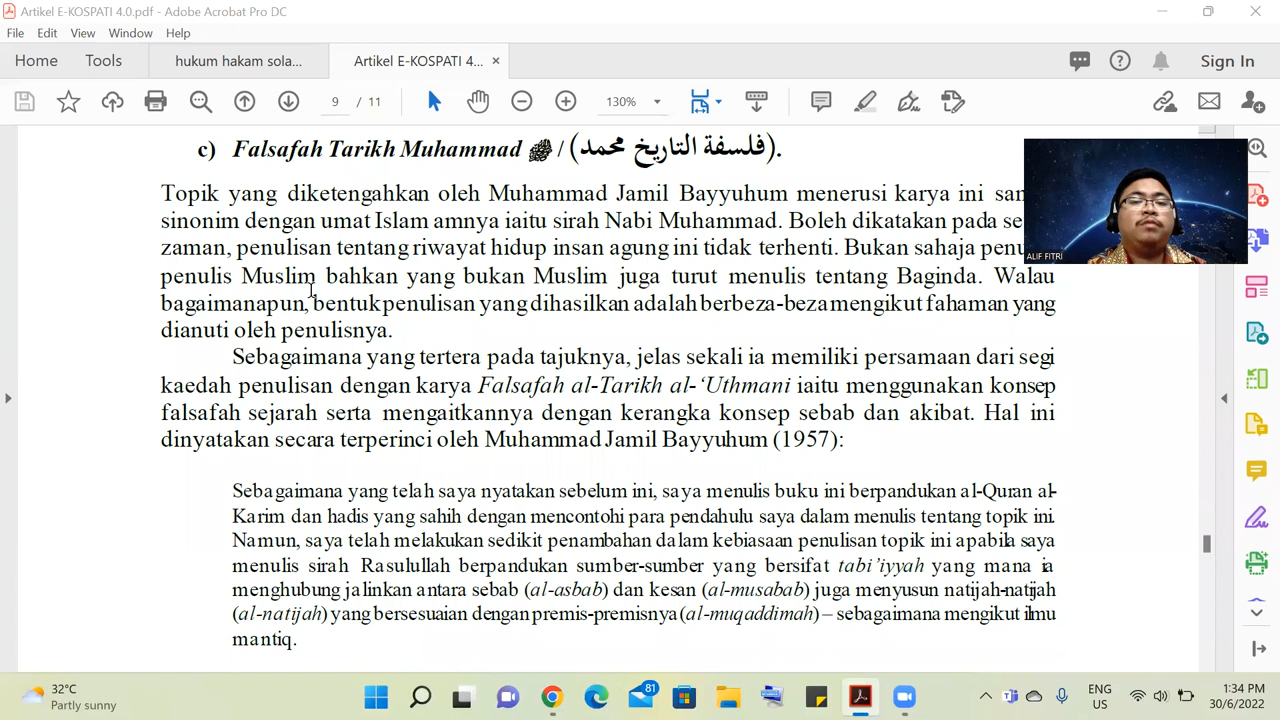 Artikel E-KOSPATI 4.0.pdf - Adobe Acrobat Pro DC
File Edit View Window Help
Home Tools hukum hakam sola... Artikel E-KOSPATI 4... ×
9 / 11 130% Sign In
c) Falsafah Tarikh Muhammad ﷺ / (فلسفة التاريخ محمد).
Topik yang diketengahkan oleh Muhammad Jamil Bayyuhum menerusi karya ini
sinonim dengan umat Islam amnya iaitu sirah Nabi Muhammad. Boleh dikatakan pada
zaman, penulisan tentang riwayat hidup insan agung ini tidak terhenti. Bukan sahaja
penulis Muslim bahkan yang bukan Muslim juga turut menulis tentang Baginda. Walau
bagaimanapun, bentuk penulisan yang dihasilkan adalah berbeza-beza mengikut fahaman yang
dianuti oleh penulisnya.
Sebagaimana yang tertera pada tajuknya, jelas sekali ia memiliki persamaan dari segi
kaedah penulisan dengan karya Falsafah al-Tarikh al-‘Uthmani iaitu menggunakan konsep
falsafah sejarah serta mengaitkannya dengan kerangka konsep sebab dan akibat. Hal ini
dinyatakan secara terperinci oleh Muhammad Jamil Bayyuhum (1957):
Sebagaimana yang telah saya nyatakan sebelum ini, saya menulis buku ini berpandukan al-Quran al-
Karim dan hadis yang sahih dengan mencontohi para pendahulu saya dalam menulis tentang topik ini.
Namun, saya telah melakukan sedikit penambahan dalam kebiasaan penulisan topik ini apabila saya
menulis sirah Rasulullah berpandukan sumber-sumber yang bersifat tabi’iyyah yang mana ia
menghubung jalinkan antara sebab (al-asbab) dan kesan (al-musabab) juga menyusun natijah-natijah
(al-natijah) yang bersesuaian dengan premis-premisnya (al-muqaddimah) – sebagaimana mengikut ilmu
mantiq.
ALIF FITRI
32°C
Partly sunny
81
ENG
US
1:34 PM
30/6/2022